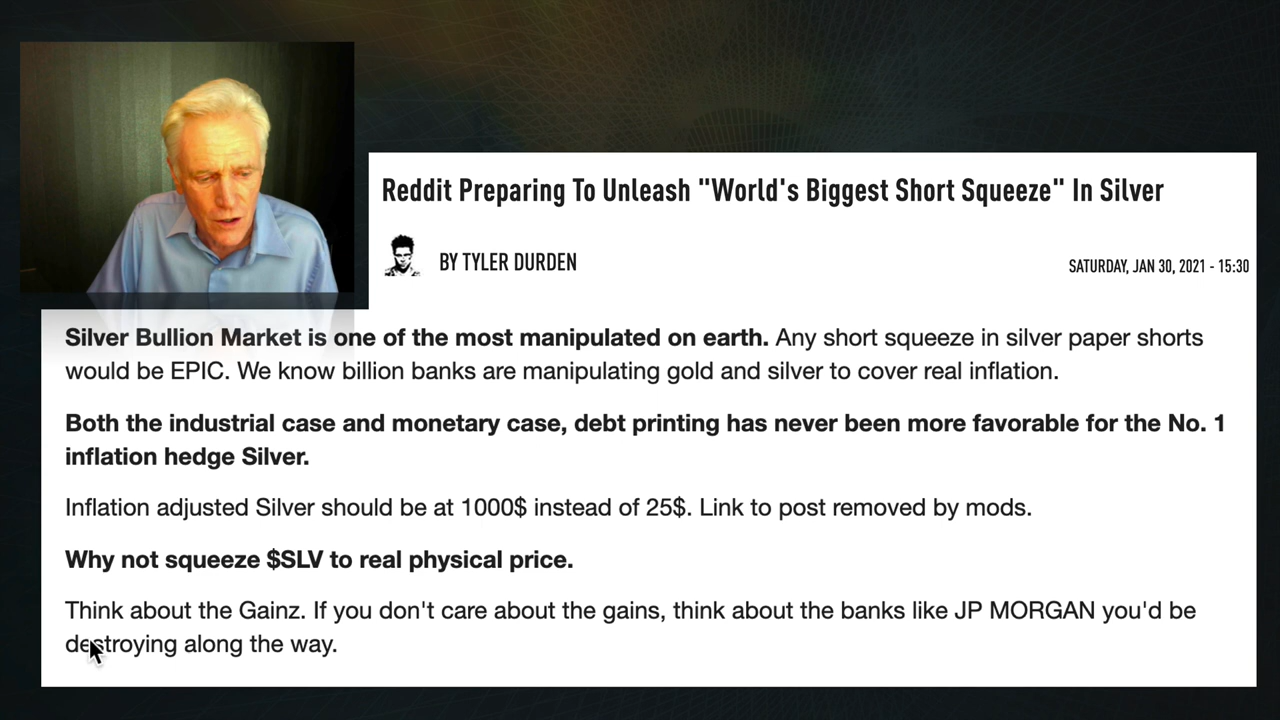 Reddit Preparing To Unleash "World's Biggest Short Squeeze" In Silver
BY TYLER DURDEN
SATURDAY, JAN 30, 2021 - 15:30
Silver Bullion Market is one of the most manipulated on earth. Any short squeeze in silver paper shorts
would be EPIC. We know billion banks are manipulating gold and silver to cover real inflation.
Both the industrial case and monetary case, debt printing has never been more favorable for the No. 1
inflation hedge Silver.
Inflation adjusted Silver should be at 1000$ instead of 25$. Link to post removed by mods.
Why not squeeze $SLV to real physical price.
Think about the Gainz. If you don't care about the gains, think about the banks like JP MORGAN you'd be
destroying along the way.